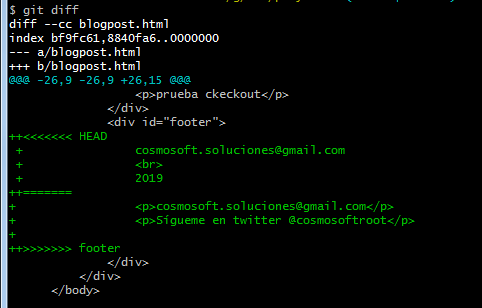 $ git diff
diff --cc blogpost.html
index bf9fc61,8840fa6..0000000
--- a/blogpost.html
+++ b/blogpost.html
@@@ -26,9 -26,9 +26,15 @@@
                <p>prueba ckeckout</p>
            </div>
            <div id="footer">
++<<<<<<< HEAD
 +              cosmosoft.soluciones@gmail.com
 +              <br>
 +              2019
++=======
+               <p>cosmosoft.soluciones@gmail.com</p>
+               <p>Sígueme en twitter @cosmosoftroot</p>
+
++>>>>>>> footer
            </div>
        </div>
    </body>